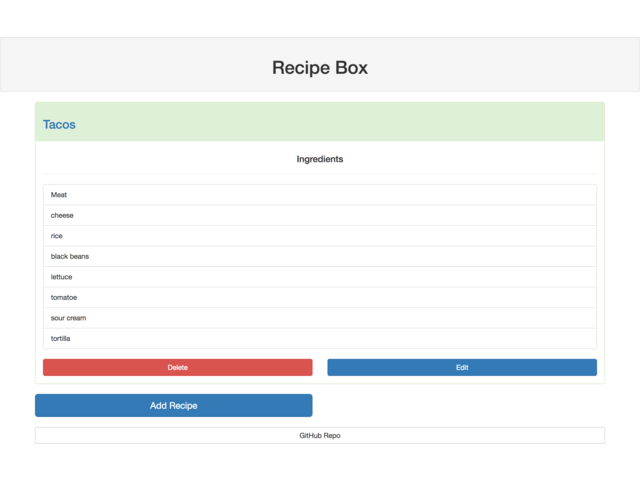 Recipe Box
Tacos
Ingredients
Meat
cheese
rice
black beans
lettuce
tomatoe
sour cream
tortilla
Delete
Edit
Add Recipe
GitHub Repo